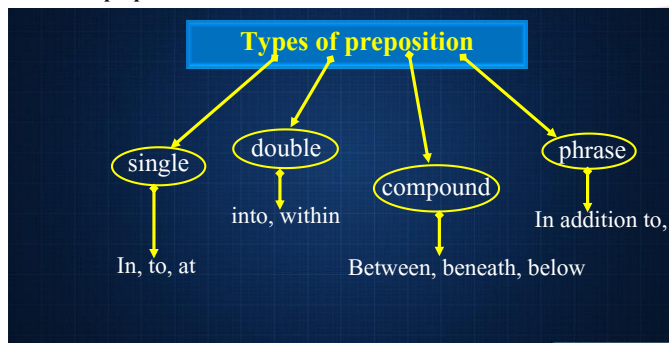 Types of preposition
single
double
compound
phrase
In, to, at
into, within
Between, beneath, below
In addition to,